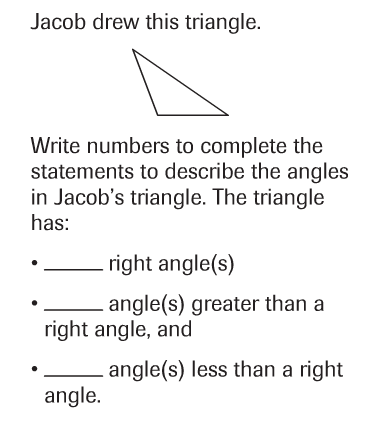 Jacob drew this triangle.
Write numbers to complete the
statements to describe the angles
in Jacob's triangle. The triangle
has:
• _____ right angle(s)
• _____ angle(s) greater than a
right angle, and
• _____ angle(s) less than a right
angle.